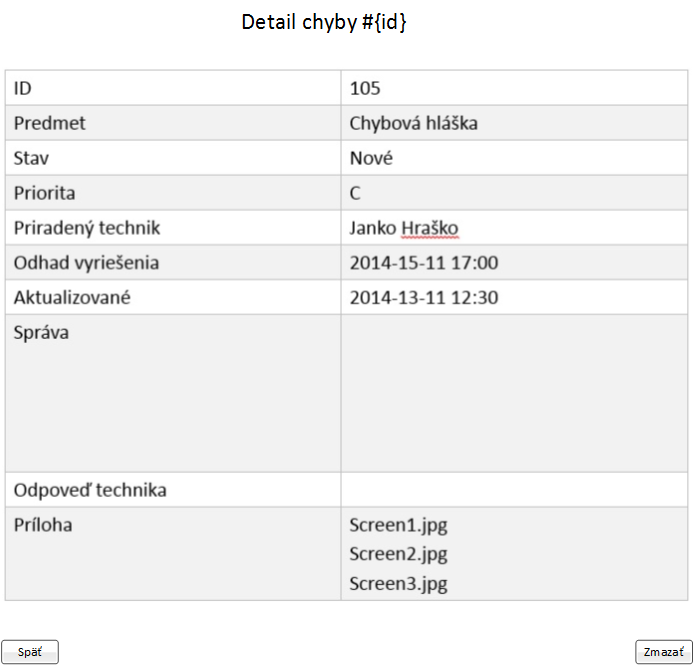 Detail chyby #{id}
ID 105
Predmet Chybová hláška
Stav Nové
Priorita C
Priradený technik Janko Hraško
Odhad vyriešenia 2014-15-11 17:00
Aktualizované 2014-13-11 12:30
Správa
Odpoveď technika
Príloha Screen1.jpg
Screen2.jpg
Screen3.jpg
Späť Zmazať